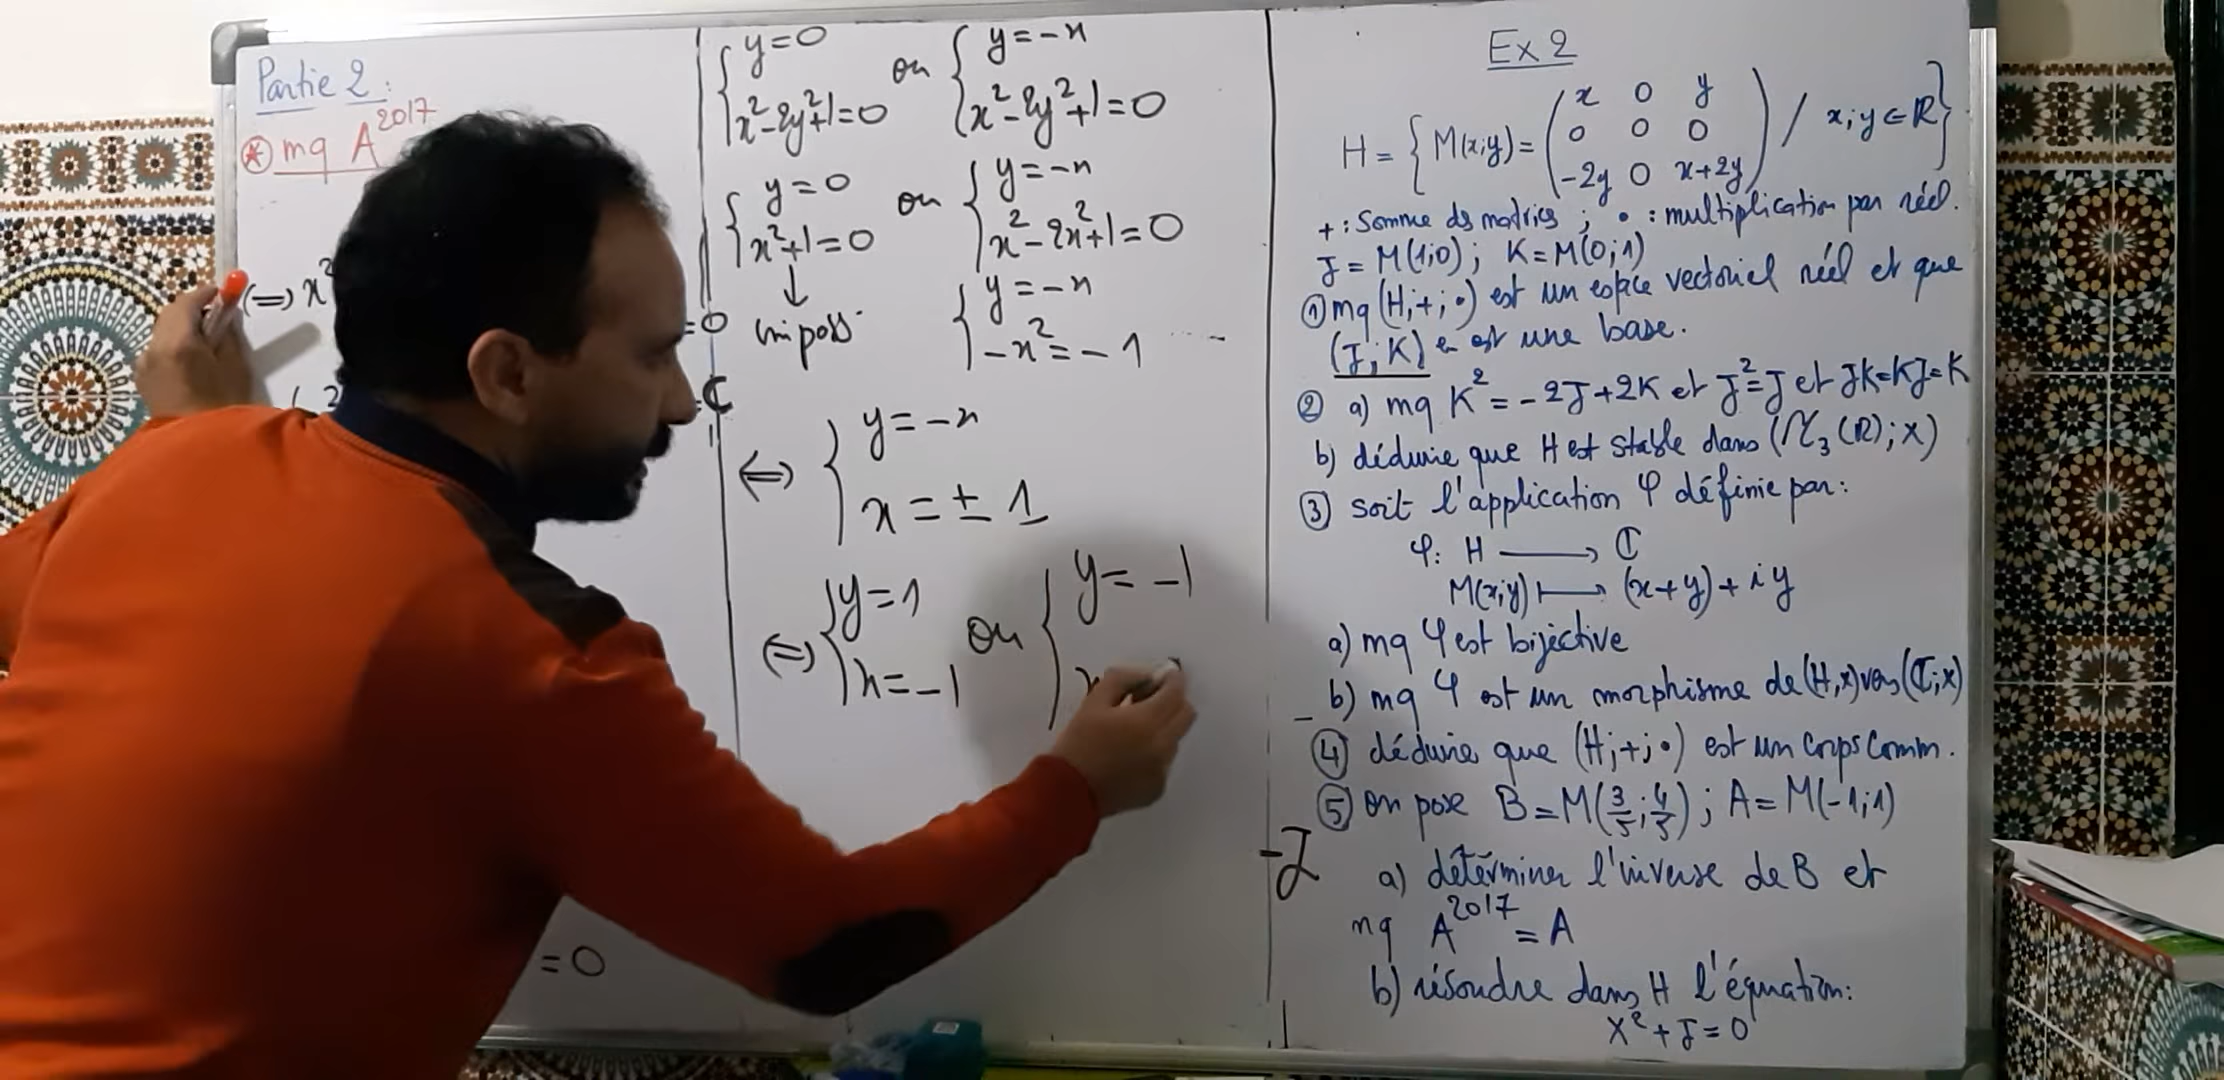 Partie 2 :
⊛ mq A^2017
(=) x²
= 0
= 0
{ y = 0 ou { y = -x
{ x² - 2y² + 1 = 0 { x² - 2y² + 1 = 0
{ y = 0 ou { y = -x
{ x² + 1 = 0 { x² - 2x² + 1 = 0
↓ { y = -x
imposs. { -x² = -1 ....
⇔ { y = -x
{ x = ± 1
(=) { y = 1 ou { y = -1
{ x = -1 { x
-J
Ex 2
H = { M(x;y) = ( x 0 y
0 0 0
-2y 0 x+2y ) / x;y ∈ ℝ }
+ : Somme ds matrices ; • : multiplication par réel.
J = M(1;0) ; K = M(0;1)
① mq (H;+;•) est un espace vectoriel réel et que
(J;K) en est une base.
② a) mq K² = -2J + 2K et J² = J et JK = KJ = K
b) déduire que H est stable dans (M₃(ℝ);×)
③ soit l'application φ définie par :
φ: H ⟶ ℂ
M(x;y) ⟼ (x+y) + iy
a) mq φ est bijective
b) mq φ est un morphisme de (H,×) vers (ℂ;×)
④ déduire que (H;+;•) est un corps Comm.
⑤ on pose B = M(3/5 ; 4/5) ; A = M(-1;1)
a) déterminer l'inverse de B et
mq A^2017 = A
b) résoudre dans H l'équation :
X² + J = 0